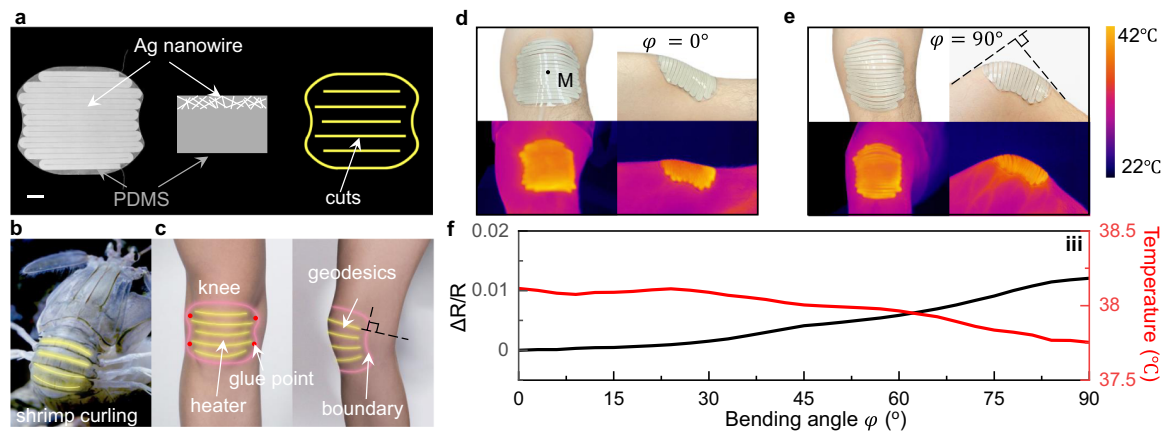 a
Ag nanowire
PDMS
cuts
b
shrimp curling
c
knee
glue point
heater
geodesics
boundary
d
φ = 0°
M
e
φ = 90°
42℃
22℃
f
iii
0.02
0.01
0
ΔR/R
38.5
38
37.5
Temperature (°C)
0 15 30 45 60 75 90
Bending angle φ (°)